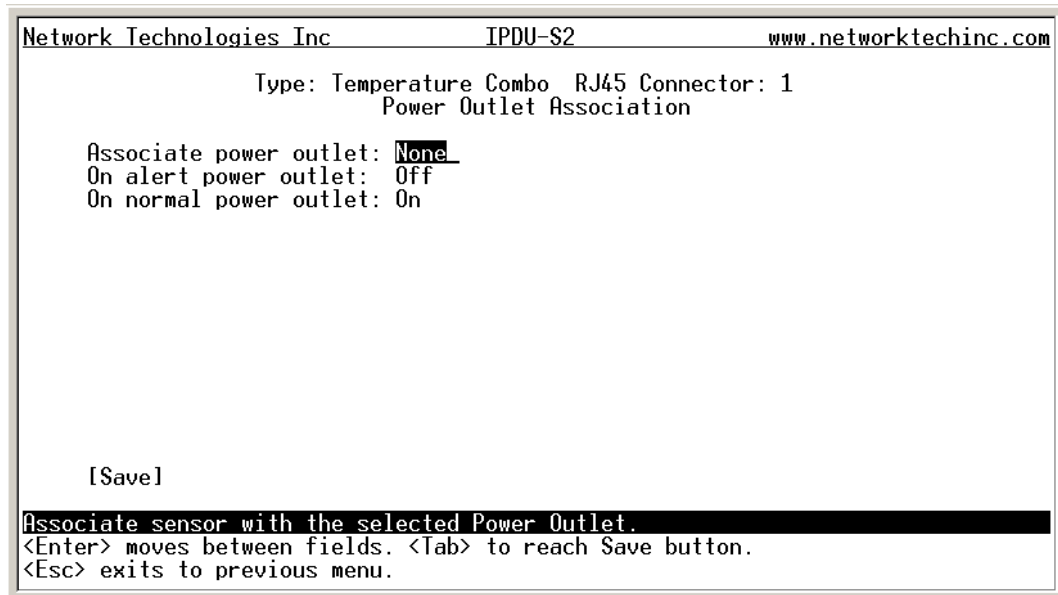 Network Technologies Inc IPDU-S2 www.networktechinc.com
Type: Temperature Combo RJ45 Connector: 1
Power Outlet Association
Associate power outlet: None_
On alert power outlet: Off
On normal power outlet: On
[Save]
Associate sensor with the selected Power Outlet.
<Enter> moves between fields. <Tab> to reach Save button.
<Esc> exits to previous menu.